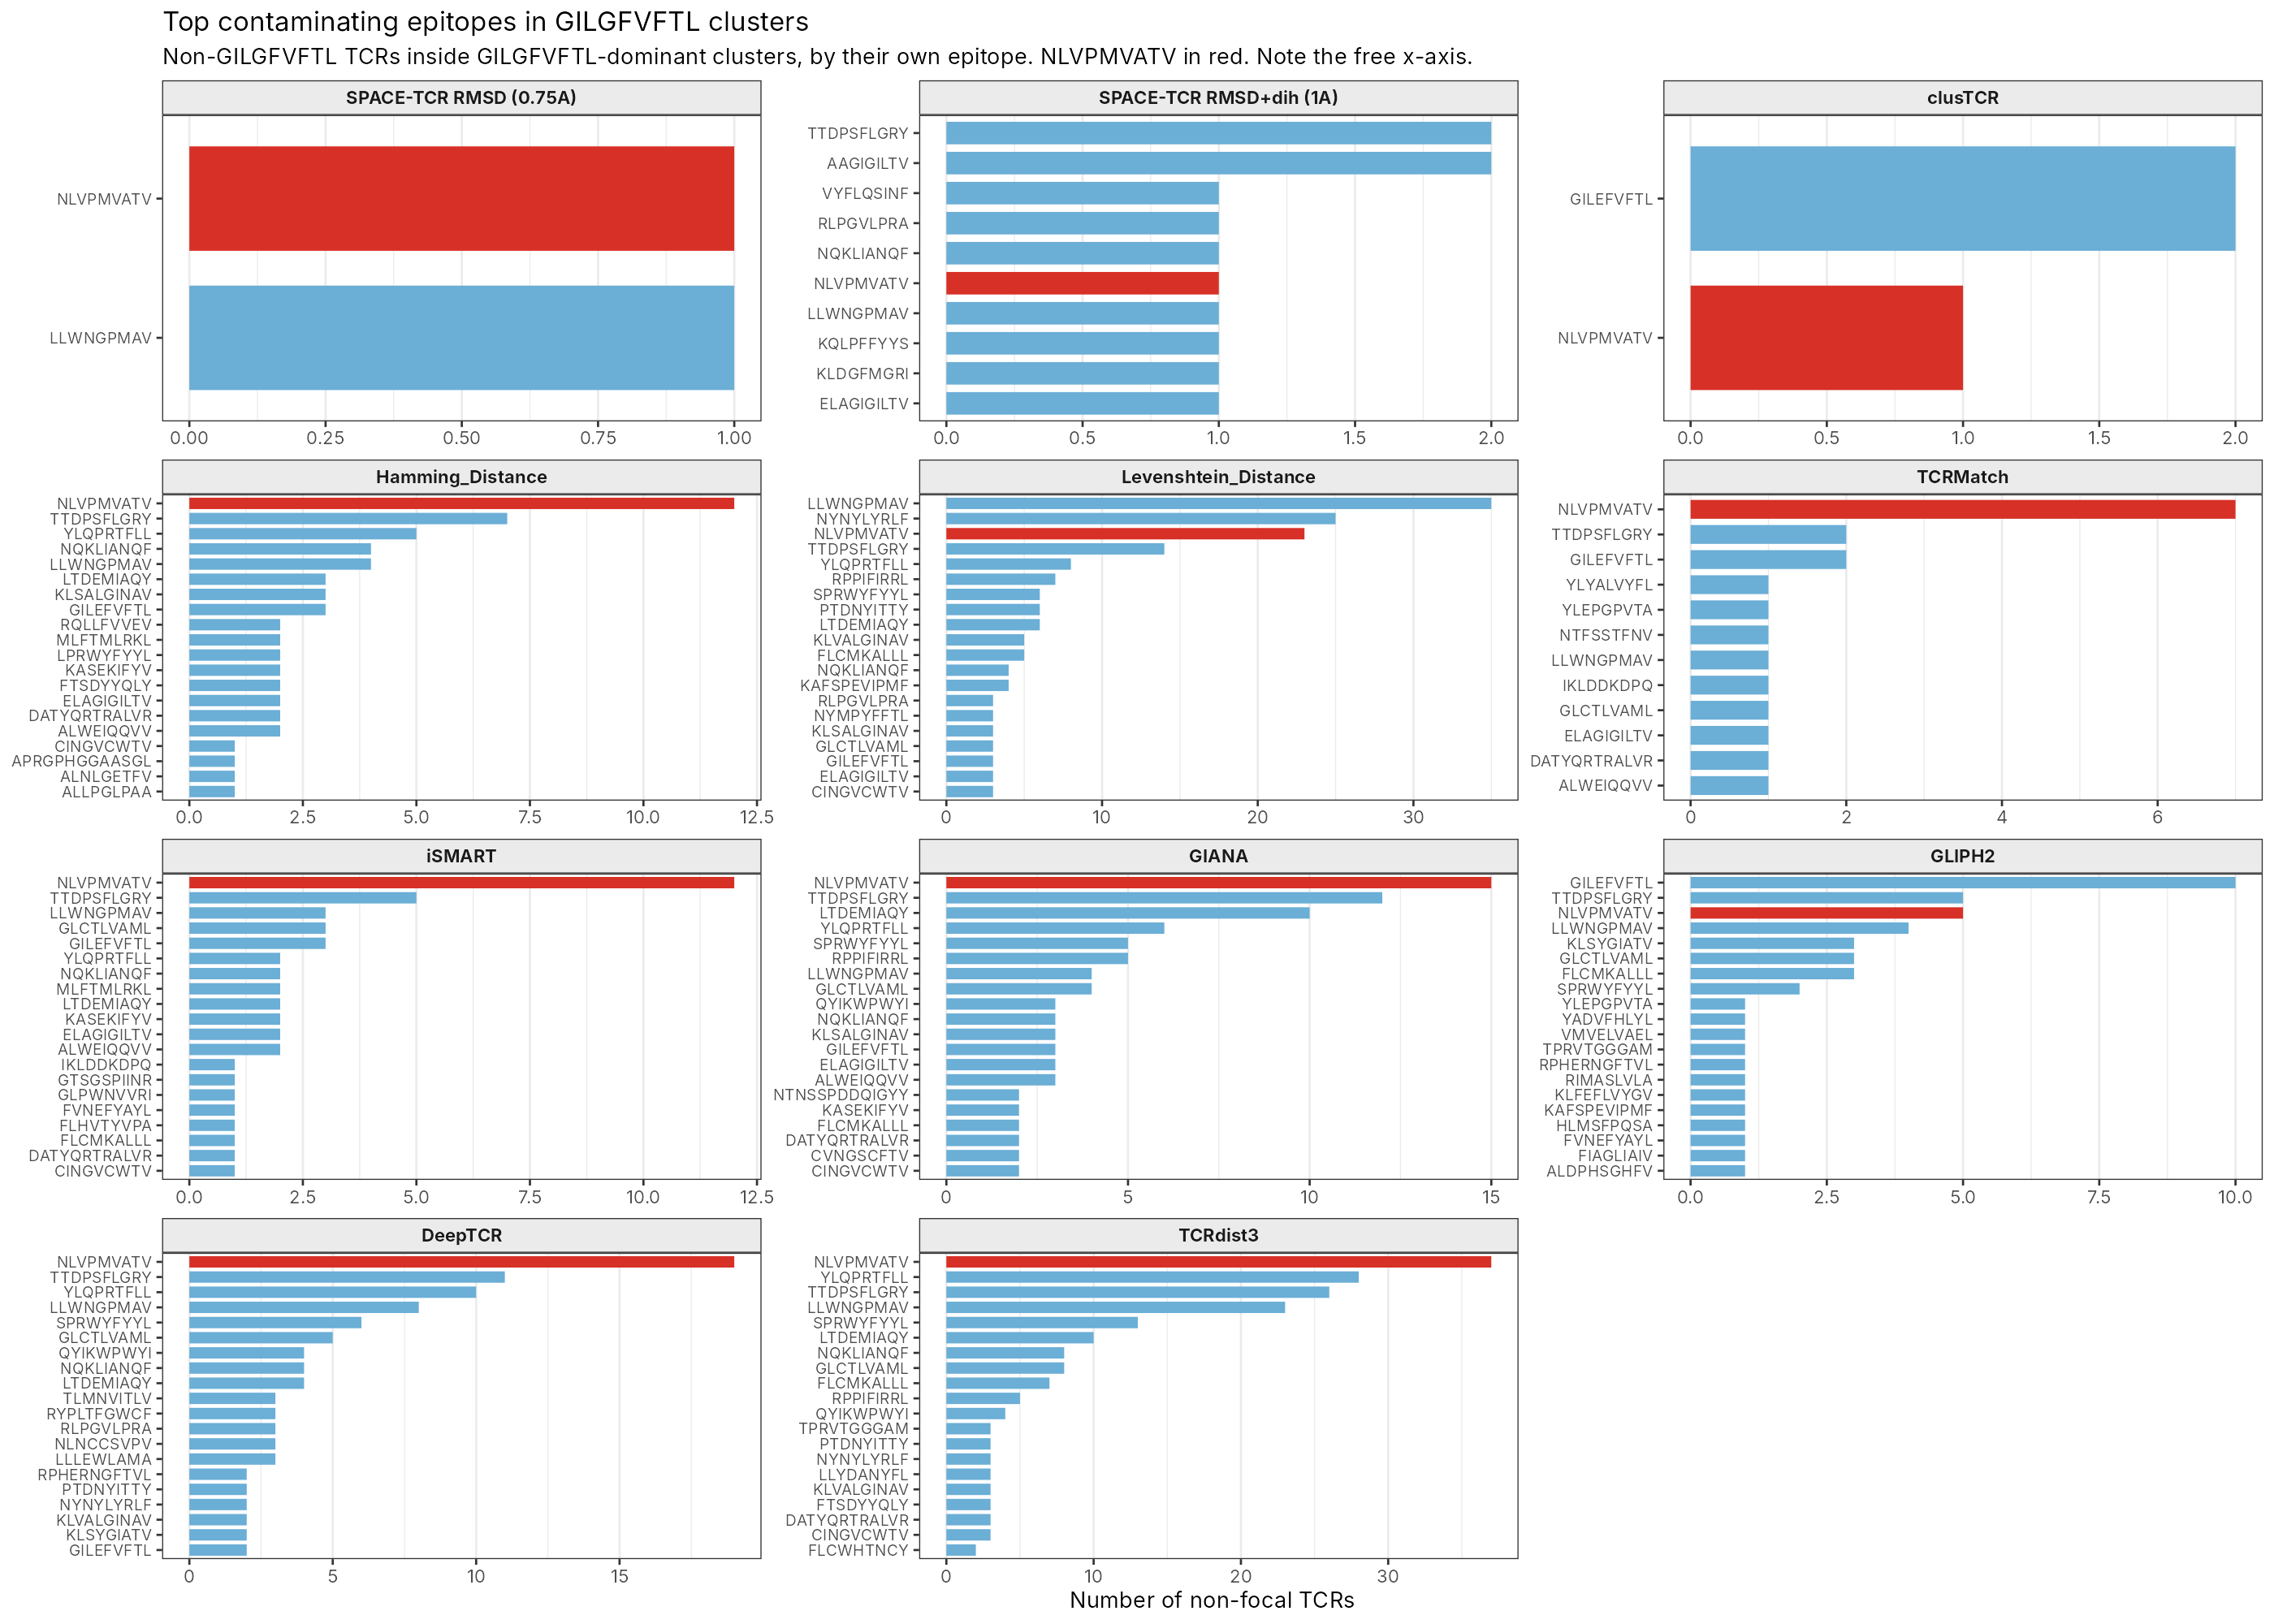 Top contaminating epitopes in GILGFVFTL clusters
Non-GILGFVFTL TCRs inside GILGFVFTL-dominant clusters, by their own epitope. NLVPMVATV in red. Note the free x-axis.
SPACE-TCR RMSD (0.75A)
NLVPMVATV
LLWNGPMAV
0.00 0.25 0.50 0.75 1.00
SPACE-TCR RMSD+dih (1A)
TTDPSFLGRY
AAGIGILTV
VYFLQSINF
RLPGVLPRA
NQKLIANQF
NLVPMVATV
LLWNGPMAV
KQLPFFYYS
KLDGFMGRI
ELAGIGILTV
0.0 0.5 1.0 1.5 2.0
clusTCR
GILEFVFTL
NLVPMVATV
0.0 0.5 1.0 1.5 2.0
Hamming_Distance
NLVPMVATV
TTDPSFLGRY
YLQPRTFLL
NQKLIANQF
LLWNGPMAV
LTDEMIAQY
KLSALGINAV
GILEFVFTL
RQLLFVVEV
MLFTMLRKL
LPRWYFYYL
KASEKIFYV
FTSDYYQLY
ELAGIGILTV
DATYQRTRALVR
ALWEIQQVV
CINGVCWTV
APRGPHGGAASGL
ALNLGETFV
ALLPGLPAA
0.0 2.5 5.0 7.5 10.0 12.5
Levenshtein_Distance
LLWNGPMAV
NYNYLYRLF
NLVPMVATV
TTDPSFLGRY
YLQPRTFLL
RPPIFIRRL
SPRWYFYYL
PTDNYITTY
LTDEMIAQY
KLVALGINAV
FLCMKALLL
NQKLIANQF
KAFSPEVIPMF
RLPGVLPRA
NYMPYFFTL
KLSALGINAV
GLCTLVAML
GILEFVFTL
ELAGIGILTV
CINGVCWTV
0 10 20 30
TCRMatch
NLVPMVATV
TTDPSFLGRY
GILEFVFTL
YLYALVYFL
YLEPGPVTA
NTFSSTFNV
LLWNGPMAV
IKLDDKDPQ
GLCTLVAML
ELAGIGILTV
DATYQRTRALVR
ALWEIQQVV
0 2 4 6
iSMART
NLVPMVATV
TTDPSFLGRY
LLWNGPMAV
GLCTLVAML
GILEFVFTL
YLQPRTFLL
NQKLIANQF
MLFTMLRKL
LTDEMIAQY
KASEKIFYV
ELAGIGILTV
ALWEIQQVV
IKLDDKDPQ
GTSGSPIINR
GLPWNVVRI
FVNEFYAYL
FLHVTYVPA
FLCMKALLL
DATYQRTRALVR
CINGVCWTV
0.0 2.5 5.0 7.5 10.0 12.5
GIANA
NLVPMVATV
TTDPSFLGRY
LTDEMIAQY
YLQPRTFLL
SPRWYFYYL
RPPIFIRRL
LLWNGPMAV
GLCTLVAML
QYIKWPWYI
NQKLIANQF
KLSALGINAV
GILEFVFTL
ELAGIGILTV
ALWEIQQVV
NTNSSPDDQIGYY
KASEKIFYV
FLCMKALLL
DATYQRTRALVR
CVNGSCFTV
CINGVCWTV
0 5 10 15
GLIPH2
GILEFVFTL
TTDPSFLGRY
NLVPMVATV
LLWNGPMAV
KLSYGIATV
GLCTLVAML
FLCMKALLL
SPRWYFYYL
YLEPGPVTA
YADVFHLYL
VMVELVAEL
TPRVTGGGAM
RPHERNGFTVL
RIMASLVLA
KLFEFLVYGV
KAFSPEVIPMF
HLMSFPQSA
FVNEFYAYL
FIAGLIAIV
ALDPHSGHFV
0.0 2.5 5.0 7.5 10.0
DeepTCR
NLVPMVATV
TTDPSFLGRY
YLQPRTFLL
LLWNGPMAV
SPRWYFYYL
GLCTLVAML
QYIKWPWYI
NQKLIANQF
LTDEMIAQY
TLMNVITLV
RYPLTFGWCF
RLPGVLPRA
NLNCCSVPV
LLLEWLAMA
RPHERNGFTVL
PTDNYITTY
NYNYLYRLF
KLVALGINAV
KLSYGIATV
GILEFVFTL
0 5 10 15
TCRdist3
NLVPMVATV
YLQPRTFLL
TTDPSFLGRY
LLWNGPMAV
SPRWYFYYL
LTDEMIAQY
NQKLIANQF
GLCTLVAML
FLCMKALLL
RPPIFIRRL
QYIKWPWYI
TPRVTGGGAM
PTDNYITTY
NYNYLYRLF
LLYDANYFL
KLVALGINAV
FTSDYYQLY
DATYQRTRALVR
CINGVCWTV
FLCWHTNCY
0 10 20 30
Number of non-focal TCRs